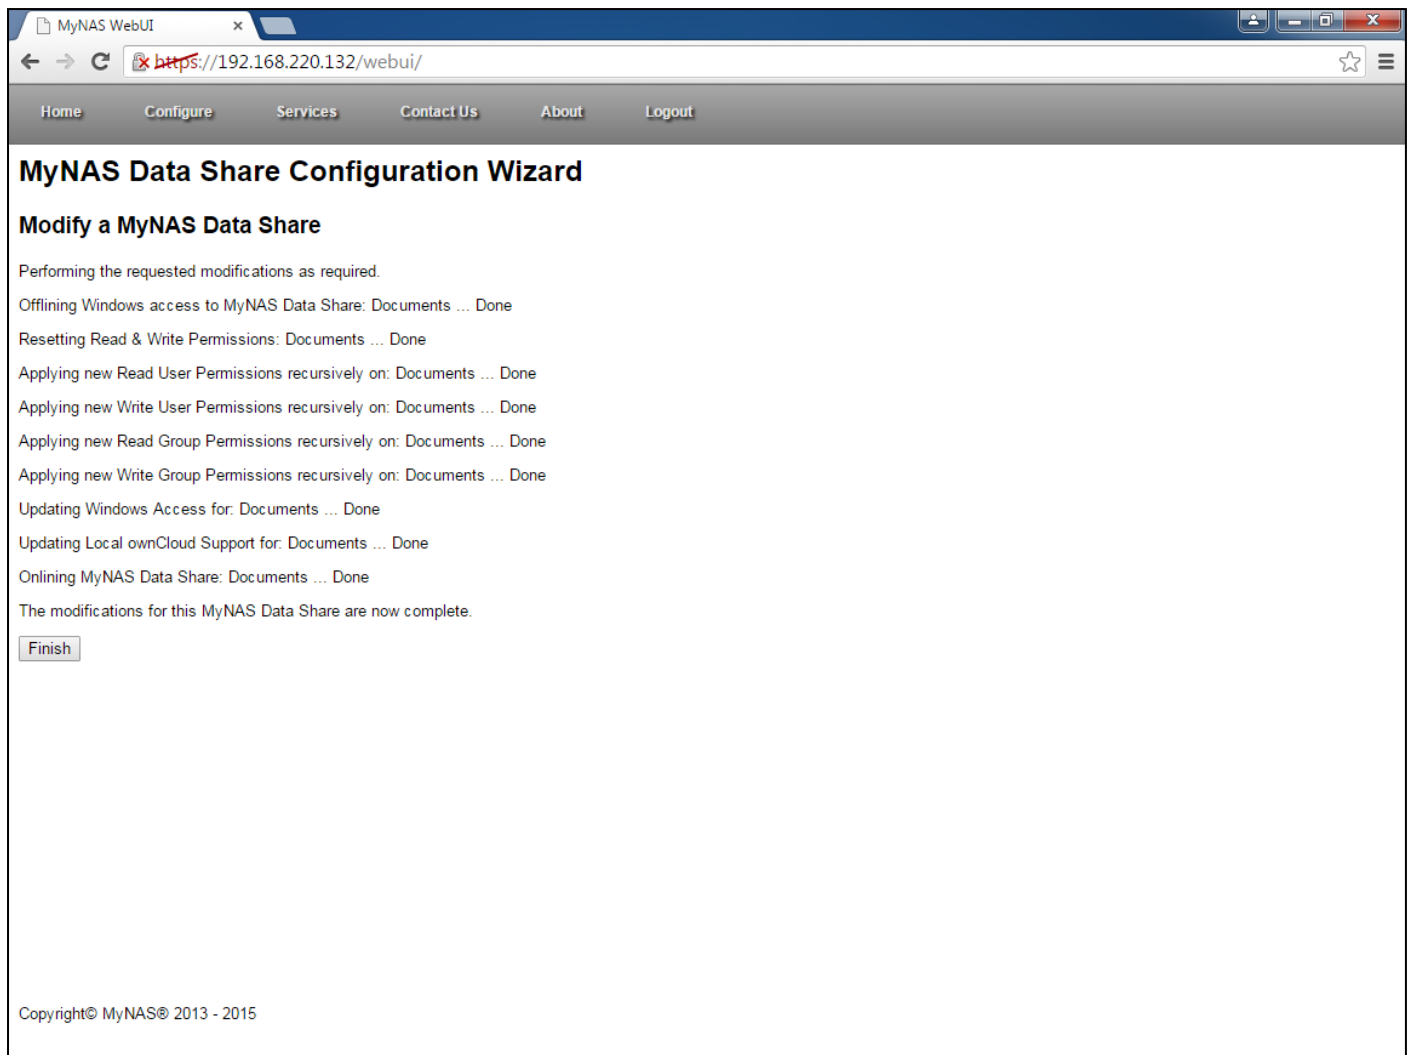 MyNAS WebUI
https://192.168.220.132/webui/
Home Configure Services Contact Us About Logout
MyNAS Data Share Configuration Wizard
Modify a MyNAS Data Share
Performing the requested modifications as required.
Offlining Windows access to MyNAS Data Share: Documents ... Done
Resetting Read & Write Permissions: Documents ... Done
Applying new Read User Permissions recursively on: Documents ... Done
Applying new Write User Permissions recursively on: Documents ... Done
Applying new Read Group Permissions recursively on: Documents ... Done
Applying new Write Group Permissions recursively on: Documents ... Done
Updating Windows Access for: Documents ... Done
Updating Local ownCloud Support for: Documents ... Done
Onlining MyNAS Data Share: Documents ... Done
The modifications for this MyNAS Data Share are now complete.
Finish
Copyright© MyNAS® 2013 - 2015